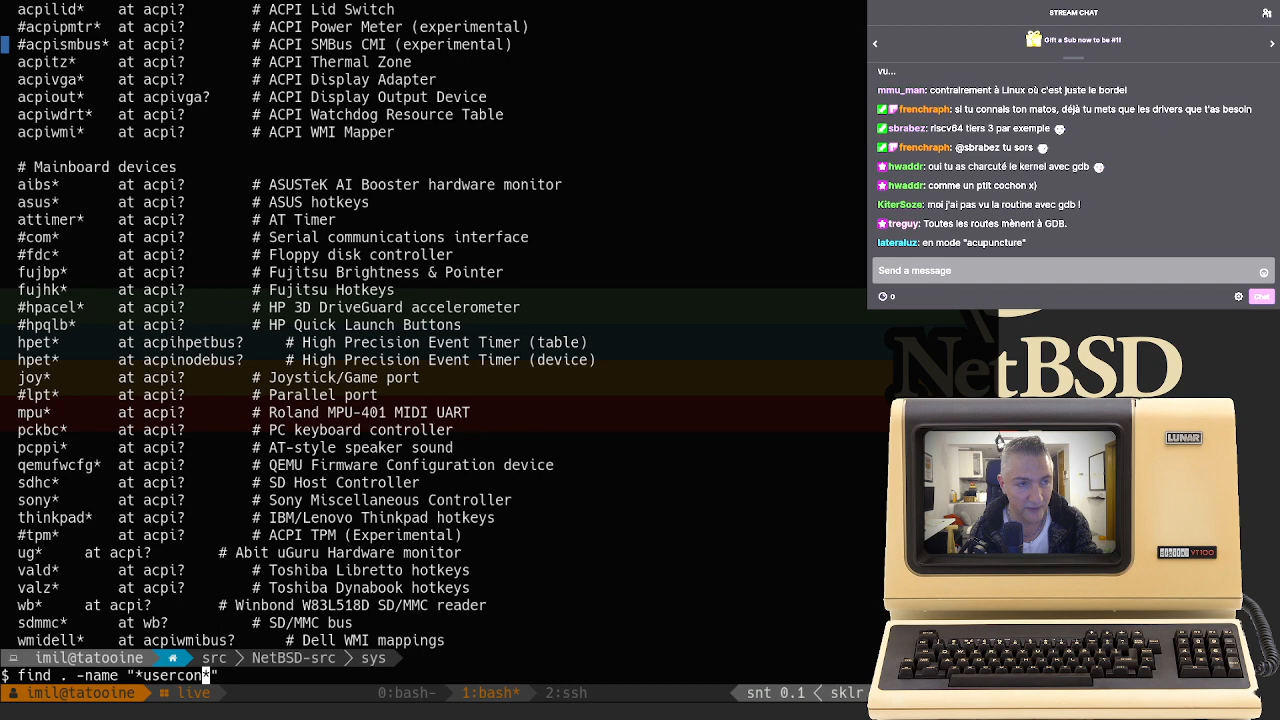 acpilid*    at acpi?        # ACPI Lid Switch
#acpipmtr*  at acpi?        # ACPI Power Meter (experimental)
#acpismbus* at acpi?        # ACPI SMBus CMI (experimental)
acpitz*     at acpi?        # ACPI Thermal Zone
acpivga*    at acpi?        # ACPI Display Adapter
acpiout*    at acpivga?     # ACPI Display Output Device
acpiwdrt*   at acpi?        # ACPI Watchdog Resource Table
acpiwmi*    at acpi?        # ACPI WMI Mapper
# Mainboard devices
aibs*       at acpi?        # ASUSTeK AI Booster hardware monitor
asus*       at acpi?        # ASUS hotkeys
attimer*    at acpi?        # AT Timer
#com*       at acpi?        # Serial communications interface
#fdc*       at acpi?        # Floppy disk controller
fujbp*      at acpi?        # Fujitsu Brightness & Pointer
fujhk*      at acpi?        # Fujitsu Hotkeys
#hpacel*    at acpi?        # HP 3D DriveGuard accelerometer
#hpqlb*     at acpi?        # HP Quick Launch Buttons
hpet*       at acpihpetbus?     # High Precision Event Timer (table)
hpet*       at acpinodebus?     # High Precision Event Timer (device)
joy*        at acpi?        # Joystick/Game port
#lpt*       at acpi?        # Parallel port
mpu*        at acpi?        # Roland MPU-401 MIDI UART
pckbc*      at acpi?        # PC keyboard controller
pcppi*      at acpi?        # AT-style speaker sound
qemufwcfg*  at acpi?        # QEMU Firmware Configuration device
sdhc*       at acpi?        # SD Host Controller
sony*       at acpi?        # Sony Miscellaneous Controller
thinkpad*   at acpi?        # IBM/Lenovo Thinkpad hotkeys
#tpm*       at acpi?        # ACPI TPM (Experimental)
ug*     at acpi?        # Abit uGuru Hardware monitor
vald*       at acpi?        # Toshiba Libretto hotkeys
valz*       at acpi?        # Toshiba Dynabook hotkeys
wb*     at acpi?        # Winbond W83L518D SD/MMC reader
sdmmc*      at wb?          # SD/MMC bus
wmidell*    at acpiwmibus?      # Dell WMI mappings
imil@tatooine src NetBSD-src sys
$ find . -name "*usercon*"
imil@tatooine live 0:bash- 1:bash* 2:ssh snt 0.1 sklr
STREAM CHAT
Gift a Sub now to be #1!
vu...
mmu_man: contrairement à Linux où c'est juste le bordel
frenchraph: si tu connais ton matos, déjà tu mets que les drivers que t'as besoin
sbrabez: riscv64 tiers 3 par exemple
frenchraph: @sbrabez tu sors
hwaddr: oui tu as charcuté le kernel avec gdb
hwaddr: comme un ptit cochon x)
KiterSoze: moi j'ai pas vu la routine avec gdb !
treguy: Toutes les routes mènent à GDB.
lateraluz: en mode "acupuncture"
Send a message
0
Chat
NetBSD
LUNAR
digital VT100